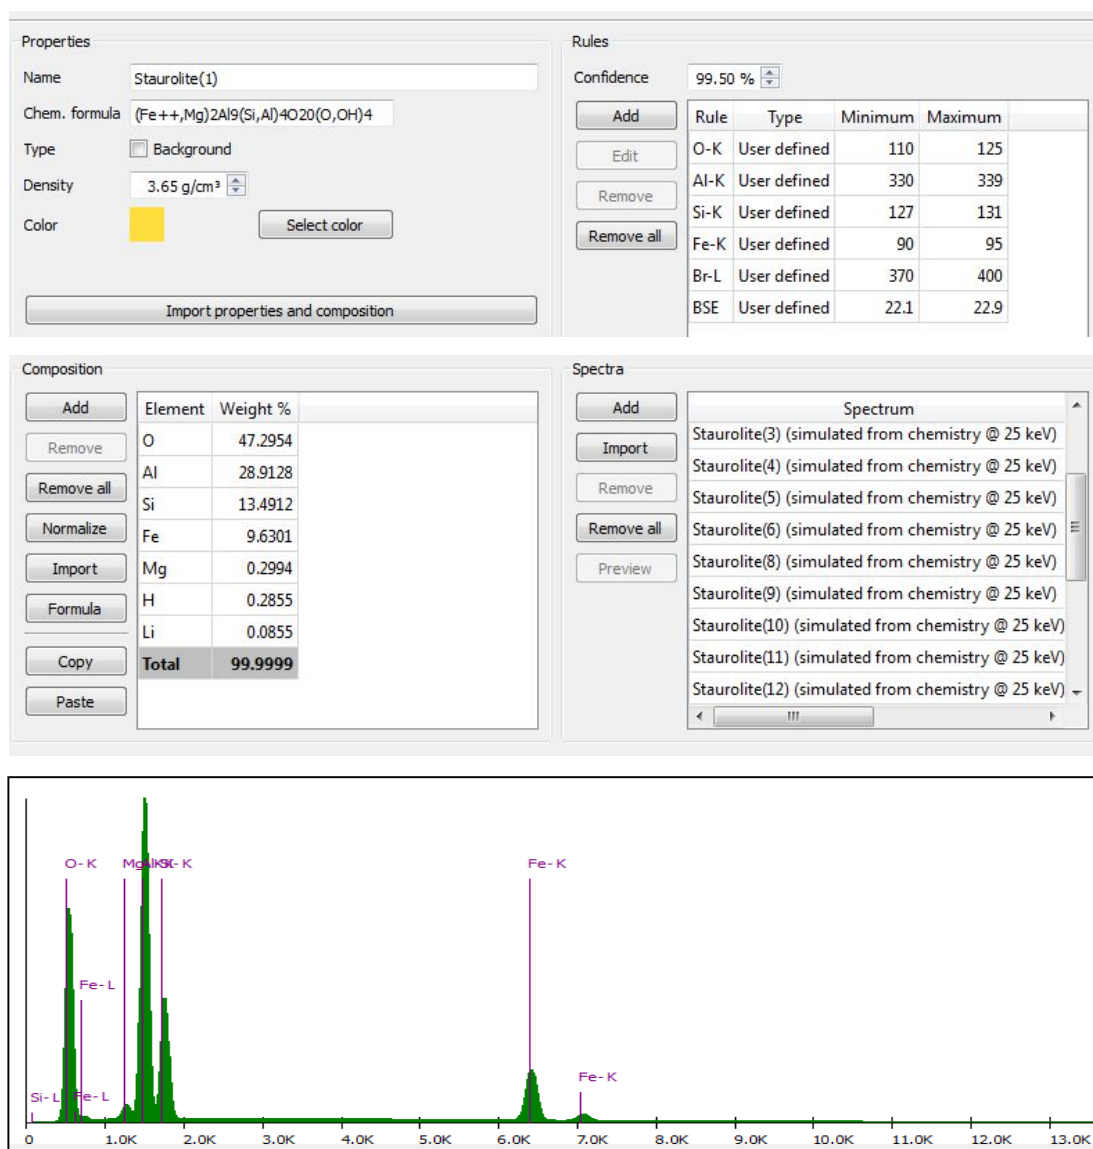 Properties
Name Staurolite(1)
Chem. formula (Fe++,Mg)2Al9(Si,Al)4O20(O,OH)4
Type Background
Density 3.65 g/cm³
Color Select color
Import properties and composition
Rules
Confidence 99.50 %
Add
Edit
Remove
Remove all
Rule Type Minimum Maximum
O-K User defined 110 125
Al-K User defined 330 339
Si-K User defined 127 131
Fe-K User defined 90 95
Br-L User defined 370 400
BSE User defined 22.1 22.9
Composition
Add
Remove
Remove all
Normalize
Import
Formula
Copy
Paste
Element Weight %
O 47.2954
Al 28.9128
Si 13.4912
Fe 9.6301
Mg 0.2994
H 0.2855
Li 0.0855
Total 99.9999
Spectra
Add
Import
Remove
Remove all
Preview
Spectrum
Staurolite(3) (simulated from chemistry @ 25 keV)
Staurolite(4) (simulated from chemistry @ 25 keV)
Staurolite(5) (simulated from chemistry @ 25 keV)
Staurolite(6) (simulated from chemistry @ 25 keV)
Staurolite(8) (simulated from chemistry @ 25 keV)
Staurolite(9) (simulated from chemistry @ 25 keV)
Staurolite(10) (simulated from chemistry @ 25 keV)
Staurolite(11) (simulated from chemistry @ 25 keV)
Staurolite(12) (simulated from chemistry @ 25 keV)
O-K Si-K Fe-K
Fe-L
Fe-K
Si-L Fe-L
0 1.0K 2.0K 3.0K 4.0K 5.0K 6.0K 7.0K 8.0K 9.0K 10.0K 11.0K 12.0K 13.0K